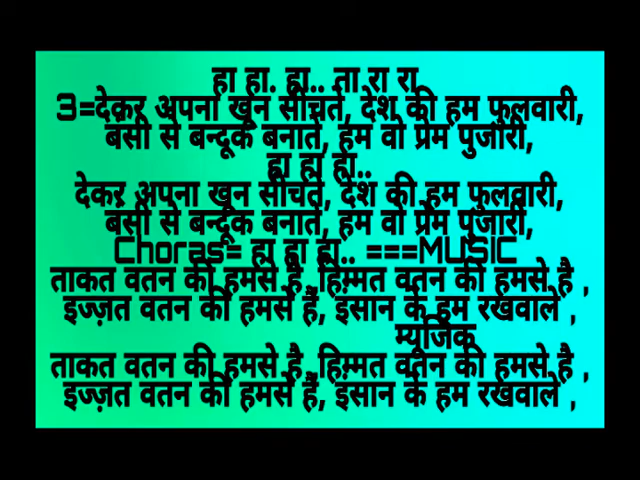 हा हा. हा.. ता रा रा
3=देकर अपना खून सींचते, देश की हम फुलवारी,
बंसी से बन्दूक बनाते, हम वो प्रेम पुजारी,
हा हा हा..
देकर अपना खून सींचते, देश की हम फुलवारी,
बंसी से बन्दूक बनाते, हम वो प्रेम पुजारी,
Choras= हा हा हा.. ===MUSIC
ताकत वतन की हमसे है, हिम्मत वतन की हमसे है ,
इज्ज़त वतन की हमसे है, इंसान के हम रखवाले ,
म्यूजिक
ताकत वतन की हमसे है, हिम्मत वतन की हमसे है ,
इज्ज़त वतन की हमसे है, इंसान के हम रखवाले ,